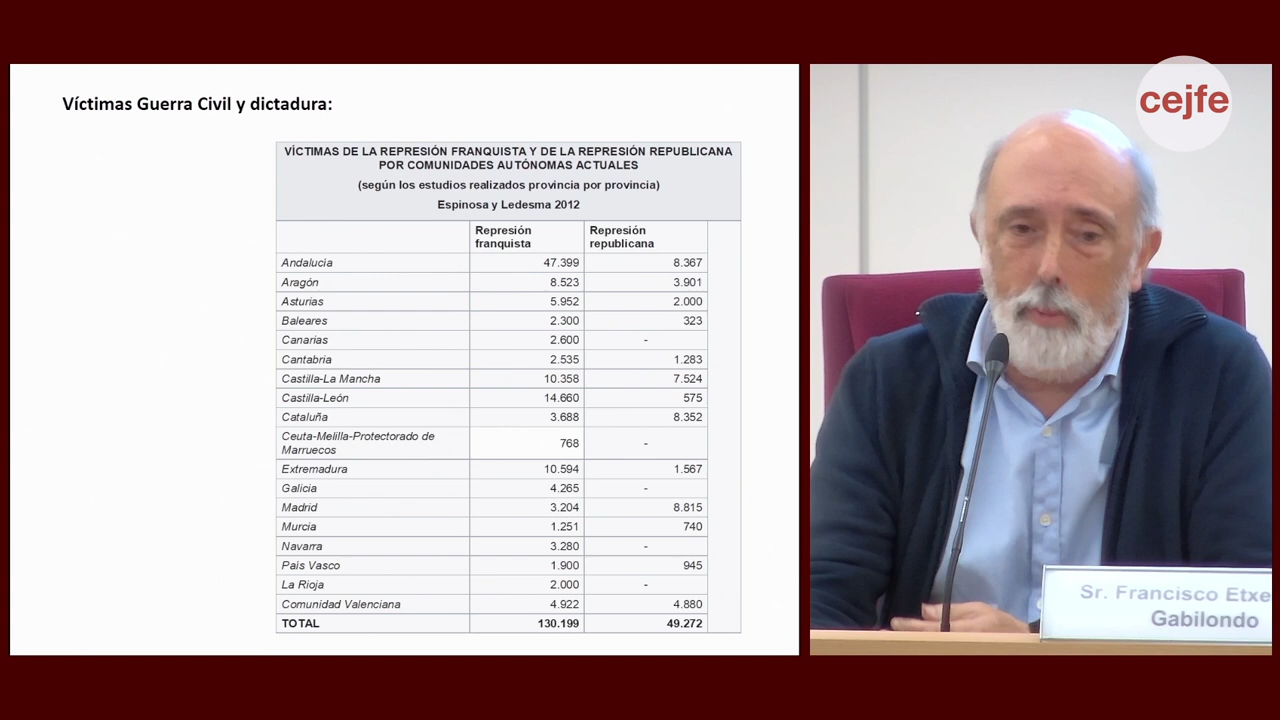 Víctimas Guerra Civil y dictadura:
VÍCTIMAS DE LA REPRESIÓN FRANQUISTA Y DE LA REPRESIÓN REPUBLICANA
POR COMUNIDADES AUTÓNOMAS ACTUALES
(según los estudios realizados provincia por provincia)
Espinosa y Ledesma 2012
Represión franquista Represión republicana
Andalucia 47.399 8.367
Aragón 8.523 3.901
Asturias 5.952 2.000
Baleares 2.300 323
Canarias 2.600 -
Cantabria 2.535 1.283
Castilla-La Mancha 10.358 7.524
Castilla-León 14.660 575
Cataluña 3.688 8.352
Ceuta-Melilla-Protectorado de Marruecos 768 -
Extremadura 10.594 1.567
Galicia 4.265 -
Madrid 3.204 8.815
Murcia 1.251 740
Navarra 3.280 -
Pais Vasco 1.900 945
La Rioja 2.000 -
Comunidad Valenciana 4.922 4.880
TOTAL 130.199 49.272
cejfe
Sr. Francisco Etxe
Gabilondo